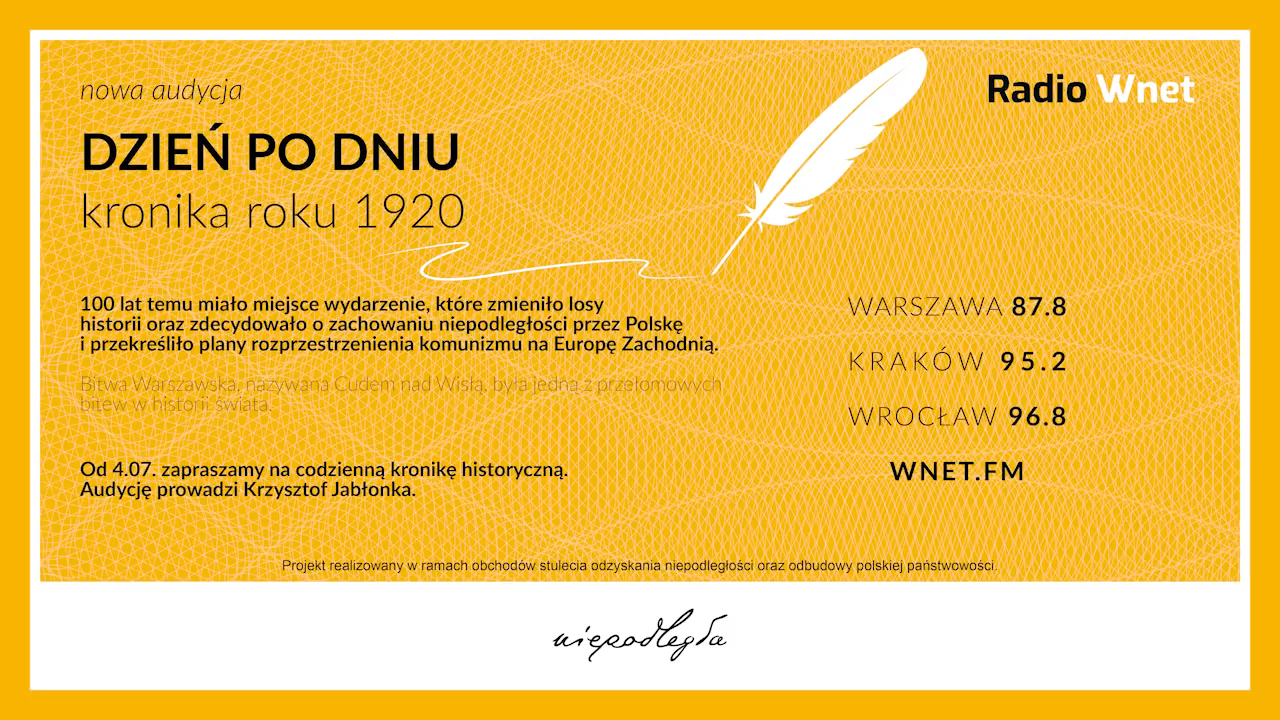 nowa audycja
Radio Wnet
DZIEŃ PO DNIU
kronika roku 1920
100 lat temu miało miejsce wydarzenie, które zmieniło losy
historii oraz zdecydowało o zachowaniu niepodległości przez Polskę
i przekreśliło plany rozprzestrzenienia komunizmu na Europę Zachodnią.
Bitwa Warszawska, nazywana Cudem nad Wisłą, była jedną z przełomowych
bitew w historii świata.
Od 4.07. zapraszamy na codzienną kronikę historyczną.
Audycję prowadzi Krzysztof Jabłonka.
WARSZAWA 87.8
KRAKÓW 95.2
WROCŁAW 96.8
WNET.FM
Projekt realizowany w ramach obchodów stulecia odzyskania niepodległości oraz odbudowy polskiej państwowości.
niepodległa